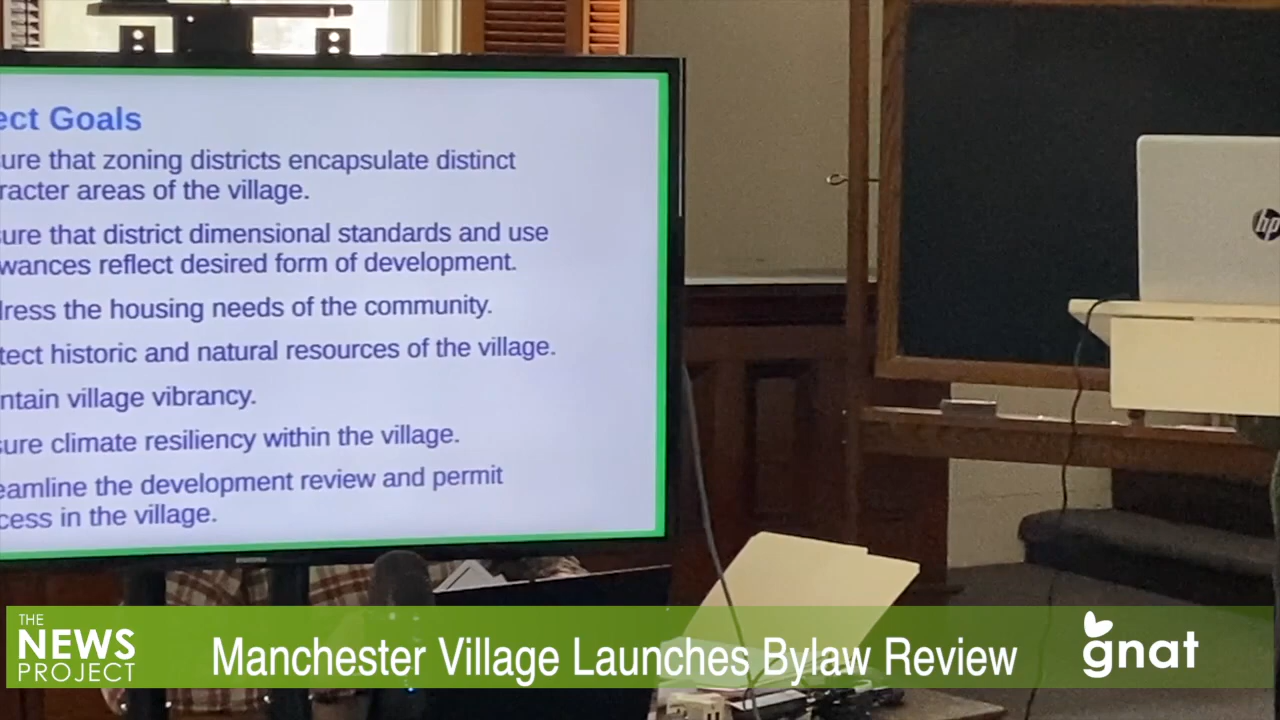 ect Goals
ure that zoning districts encapsulate distinct
racter areas of the village.
ure that district dimensional standards and use
wances reflect desired form of development.
ress the housing needs of the community.
tect historic and natural resources of the village.
ntain village vibrancy.
sure climate resiliency within the village.
eamline the development review and permit
cess in the village.
hp
THE
NEWS
PROJECT
Manchester Village Launches Bylaw Review
gnat